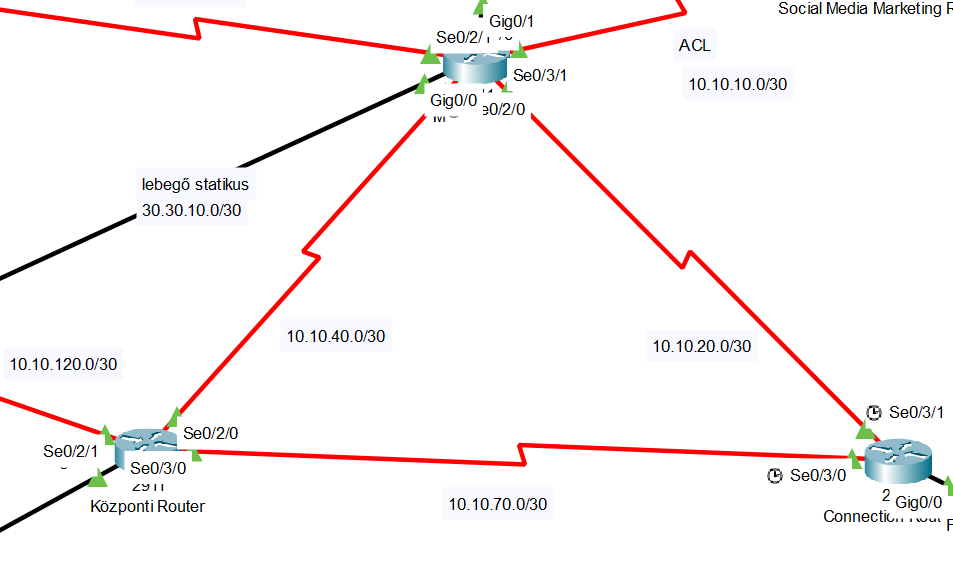 Social Media Marketing
Gig0/1
Se0/2/
ACL
Se0/3/1
10.10.10.0/30
Gig0/0
e0/2/0
lebegő statikus
30.30.10.0/30
10.10.40.0/30
10.10.20.0/30
10.10.120.0/30
Se0/3/1
Se0/2/0
Se0/2/1
Se0/3/0
Se0/3/0
2911
Gig0/0
10.10.70.0/30
Központi Router
Connection